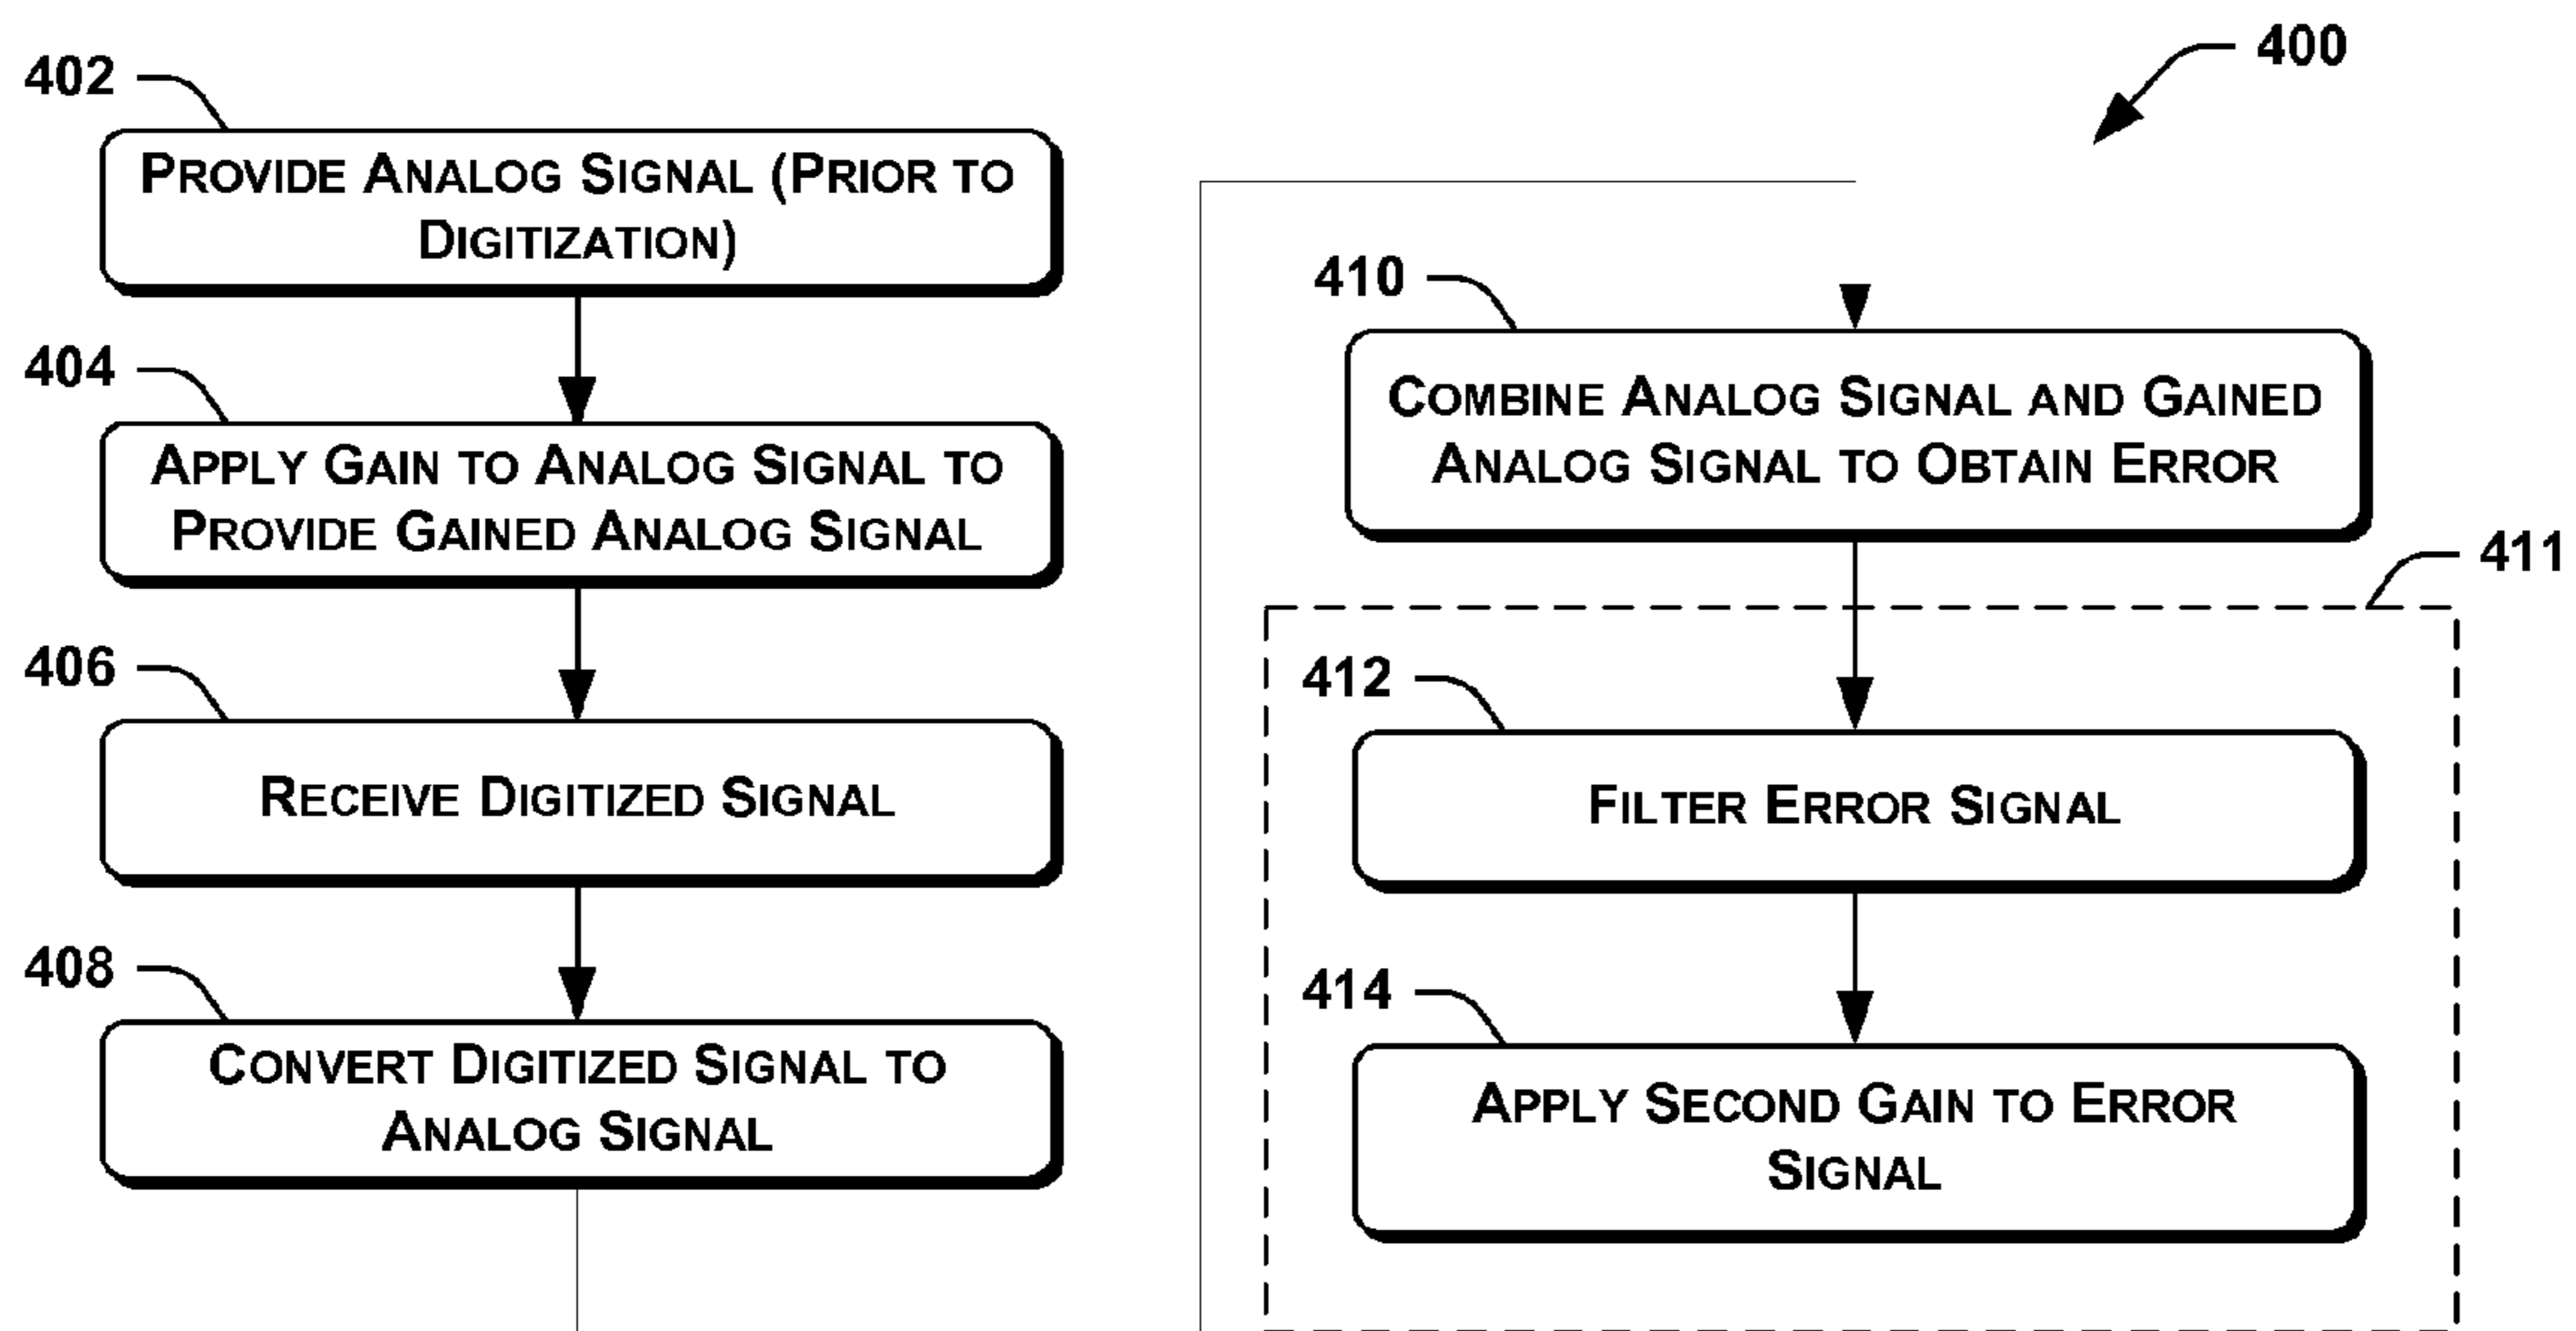 402
PROVIDE ANALOG SIGNAL (PRIOR TO
DIGITIZATION)
404
APPLY GAIN TO ANALOG SIGNAL TO
PROVIDE GAINED ANALOG SIGNAL
406
RECEIVE DIGITIZED SIGNAL
408
CONVERT DIGITIZED SIGNAL TO
ANALOG SIGNAL
400
410
COMBINE ANALOG SIGNAL AND GAINED
ANALOG SIGNAL TO OBTAIN ERROR
411
412
FILTER ERROR SIGNAL
414
APPLY SECOND GAIN TO ERROR
SIGNAL